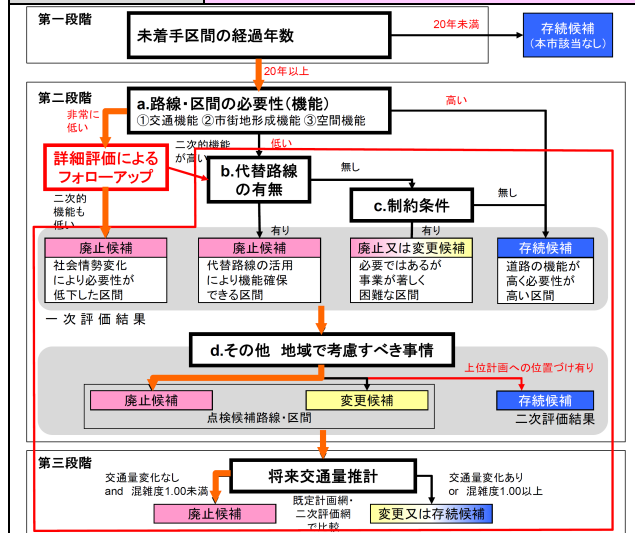 第一段階
未着手区間の経過年数
20年未満
存続候補
（本市該当なし）
20年以上
第二段階
a.路線・区間の必要性（機能）
①交通機能 ②市街地形成機能 ③空間機能
非常に
低い
高い
低い
詳細評価による
フォローアップ
二次的機能
が高い
b.代替路線
の有無
無し
c.制約条件
無し
二次的
機能も
低い
有り
有り
廃止候補
社会情勢変化
により必要性が
低下した区間
廃止候補
代替路線の活用
により機能確保
できる区間
廃止又は変更候補
必要ではあるが
事業が著しく
困難な区間
存続候補
道路の機能が
高く必要性が
高い区間
一次評価結果
d.その他 地域で考慮すべき事情
上位計画への位置づけ有り
廃止候補
変更候補
存続候補
点検候補路線・区間
二次評価結果
第三段階
将来交通量推計
交通量変化なし
and 混雑度1.00未満
交通量変化あり
or 混雑度1.00以上
既定計画網・
二次評価網
で比較
廃止候補
変更又は存続候補